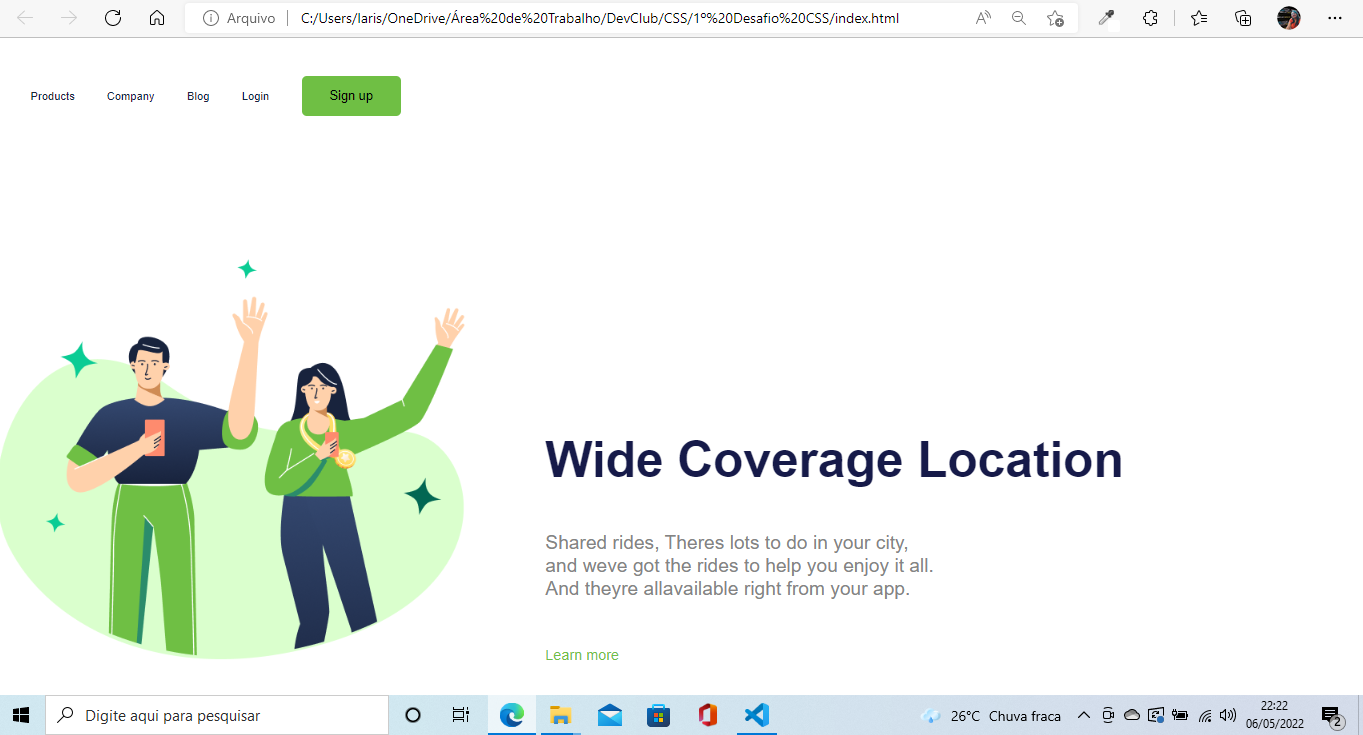 Arquivo C:/Users/laris/OneDrive/Área%20de%20Trabalho/DevClub/CSS/1º%20Desafio%20CSS/index.html
Products Company Blog Login Sign up
Wide Coverage Location
Shared rides, Theres lots to do in your city,
and weve got the rides to help you enjoy it all.
And theyre allavailable right from your app.
Learn more
Digite aqui para pesquisar
26°C Chuva fraca
22:22
06/05/2022
2